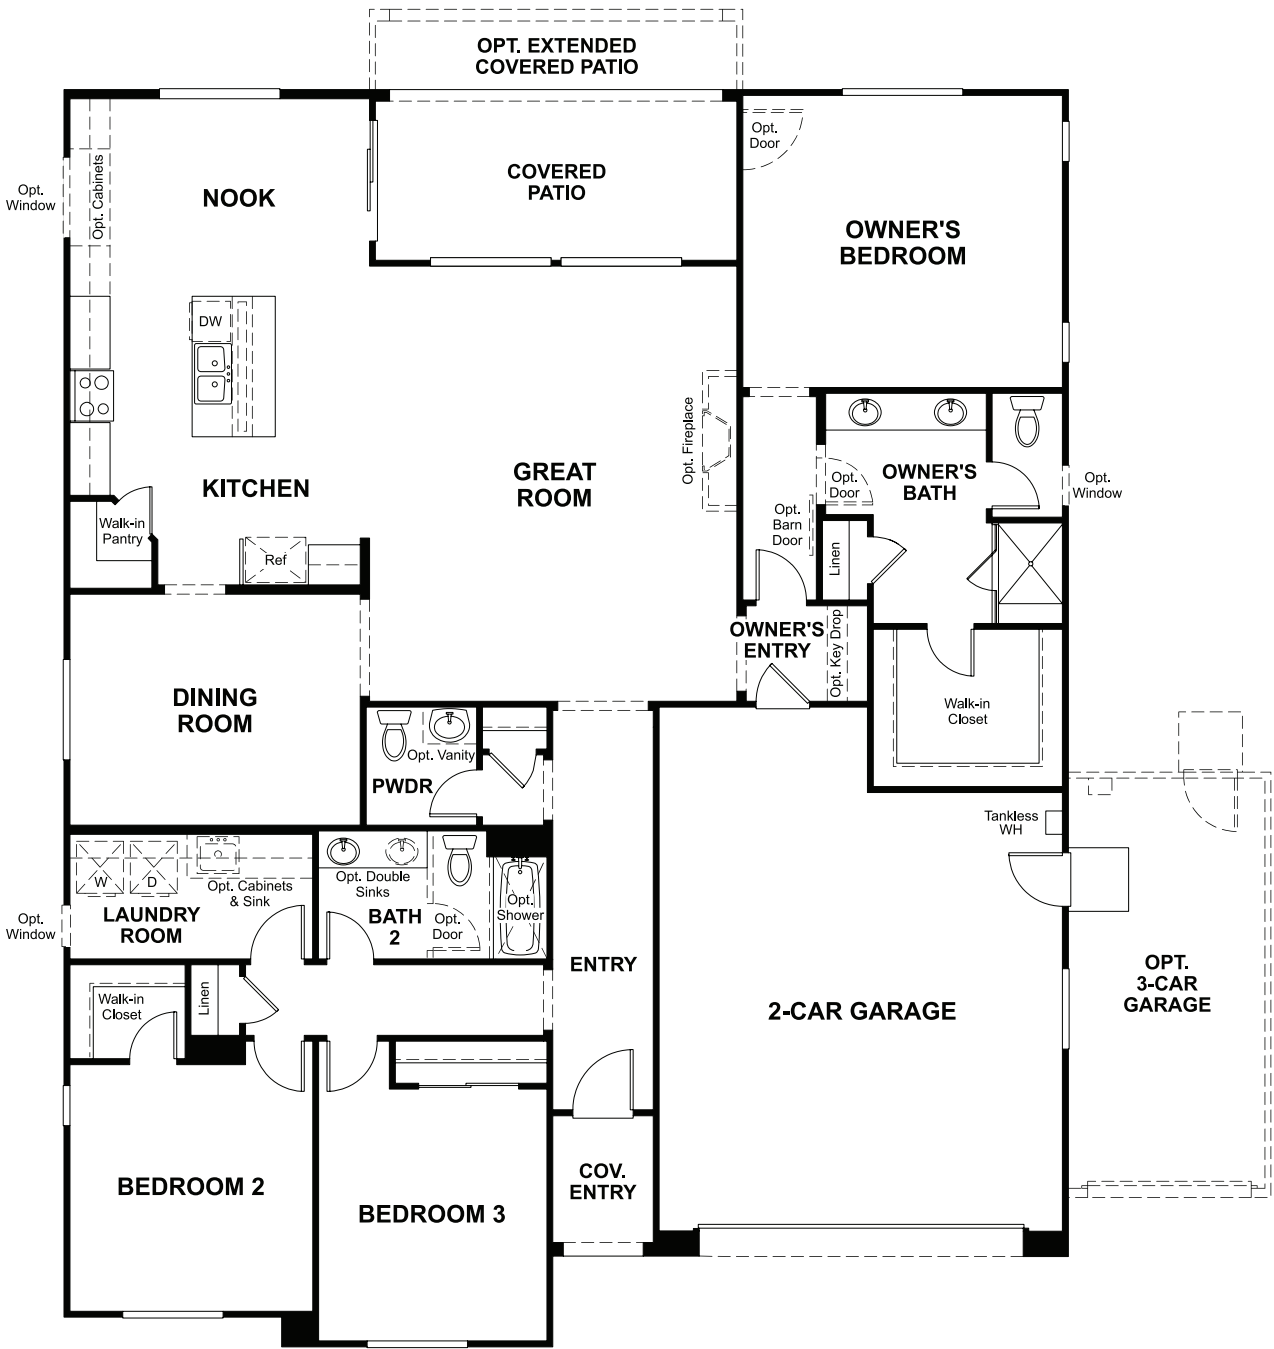 OPT. EXTENDED
COVERED PATIO
Opt.
Door
COVERED
PATIO
Opt. Cabinets
Opt.
Window
NOOK
OWNER'S
BEDROOM
DW
Opt. Fireplace
GREAT
ROOM
KITCHEN
OWNER'S
BATH
Opt.
Door
Opt.
Window
Opt.
Barn
Door
Walk-in
Pantry
Ref
Linen
OWNER'S
ENTRY
Opt. Key Drop
DINING
ROOM
Walk-in
Closet
Opt. Vanity
PWDR
Tankless
WH
W
D
Opt. Cabinets
& Sink
Opt. Double
Sinks
Opt.
Shower
LAUNDRY
ROOM
BATH
2
Opt.
Door
Opt.
Window
ENTRY
OPT.
3-CAR
GARAGE
Walk-in
Closet
Linen
2-CAR GARAGE
BEDROOM 2
COV.
ENTRY
BEDROOM 3